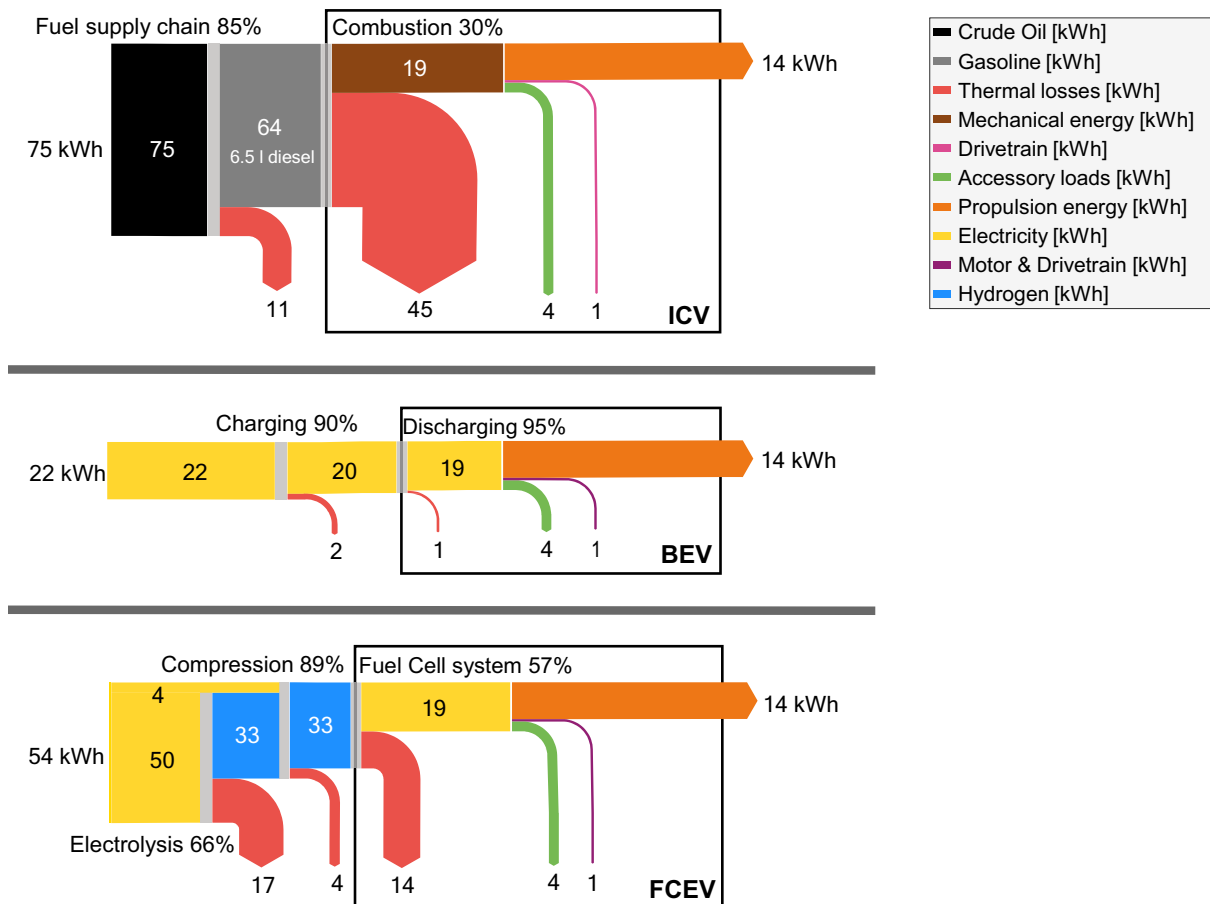 Fuel supply chain 85%
Combustion 30%
75 kWh
75
64
6.5 l diesel
19
14 kWh
11
45
4
1
ICV
Crude Oil [kWh]
Gasoline [kWh]
Thermal losses [kWh]
Mechanical energy [kWh]
Drivetrain [kWh]
Accessory loads [kWh]
Propulsion energy [kWh]
Electricity [kWh]
Motor & Drivetrain [kWh]
Hydrogen [kWh]
Charging 90%
Discharging 95%
22 kWh
22
20
19
14 kWh
2
1
4
1
BEV
Compression 89%
Fuel Cell system 57%
54 kWh
4
50
33
33
19
14 kWh
Electrolysis 66%
17
4
14
4
1
FCEV